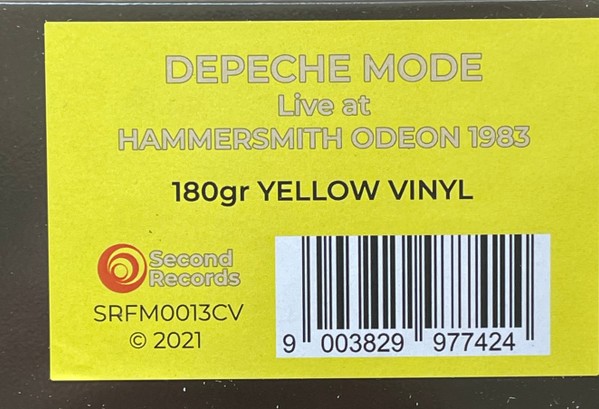 DEPECHE MODE
Live at
HAMMERSMITH ODEON 1983
180gr YELLOW VINYL
Second
Records
SRFM0013CV
© 2021
9 003829 977424